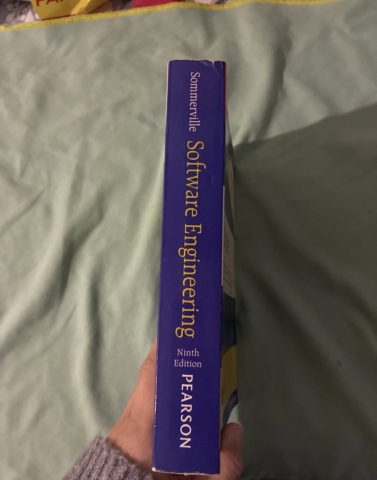 Sommerville
Software Engineering
Ninth
Edition
PEARSON